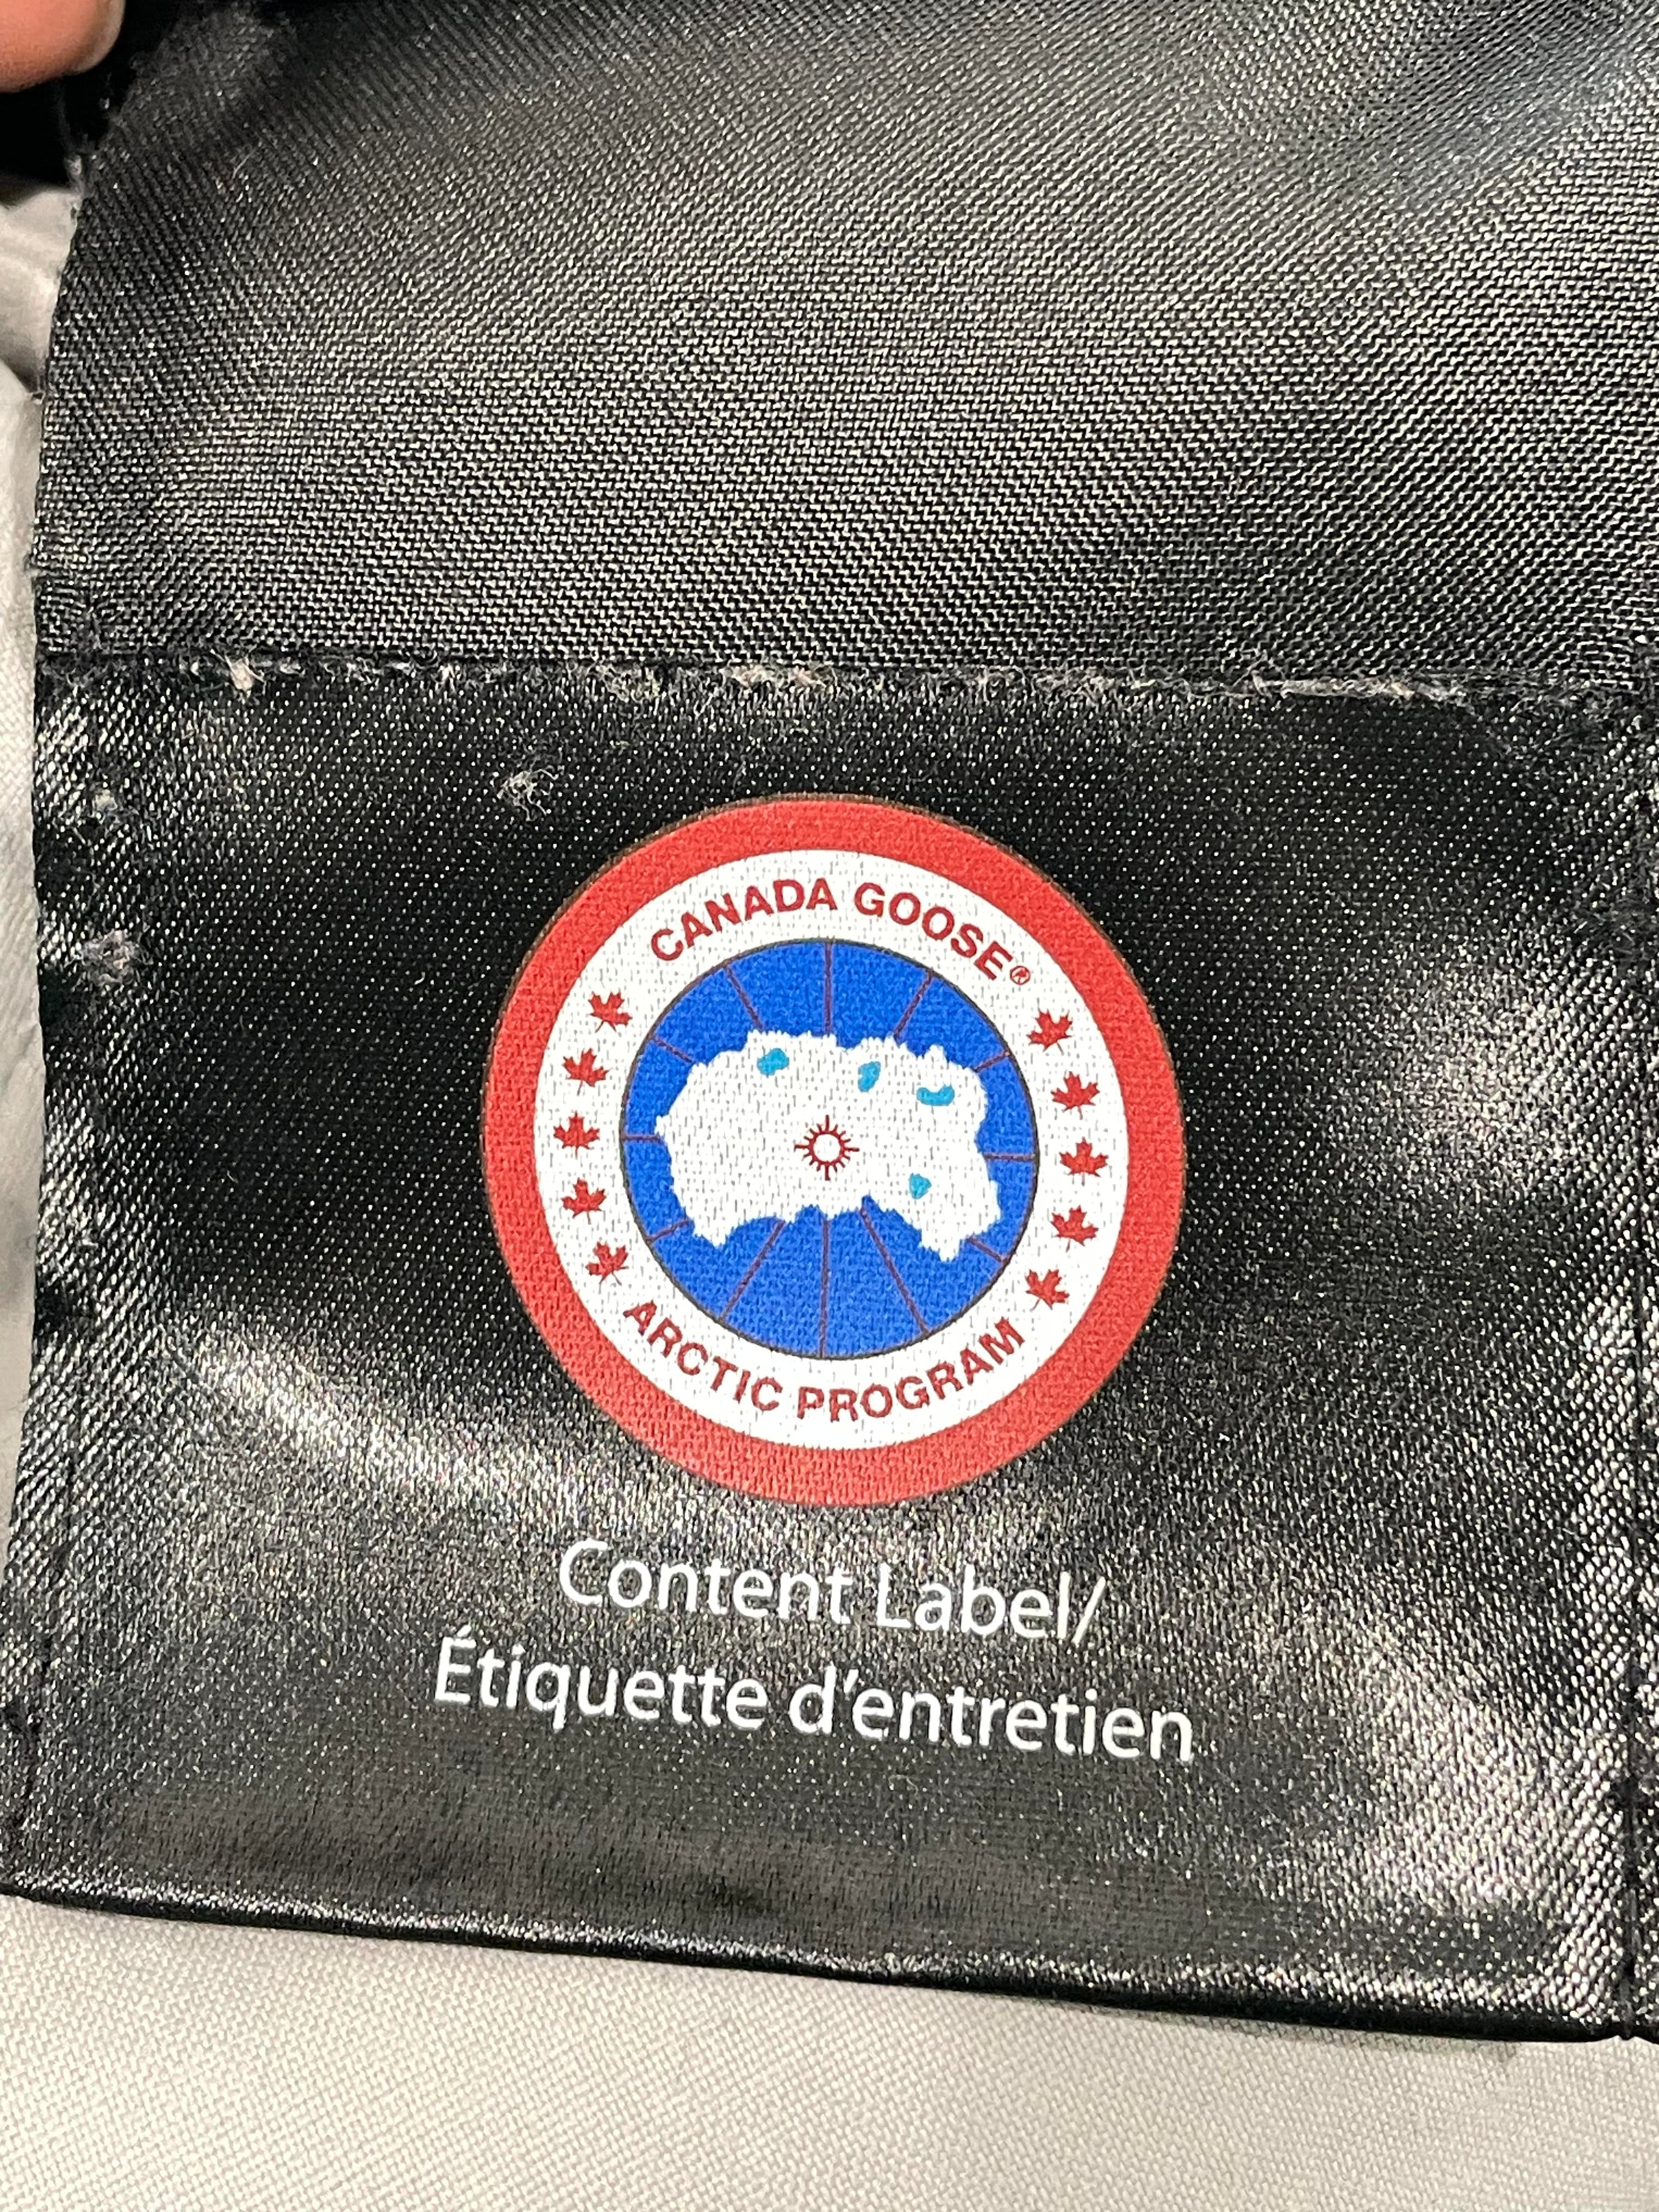 CANADA GOOSE®
ARCTIC PROGRAM
Content Label/
Étiquette d'entretien